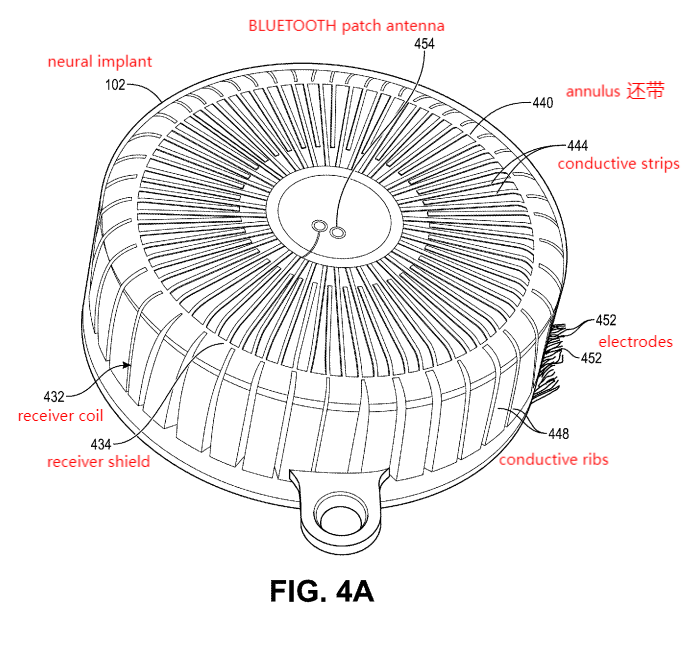 BLUETOOTH patch antenna
454
neural implant
102
annulus 还带
440
444
conductive strips
452
electrodes
452
432
receiver coil
434
448
receiver shield
conductive ribs
FIG. 4A